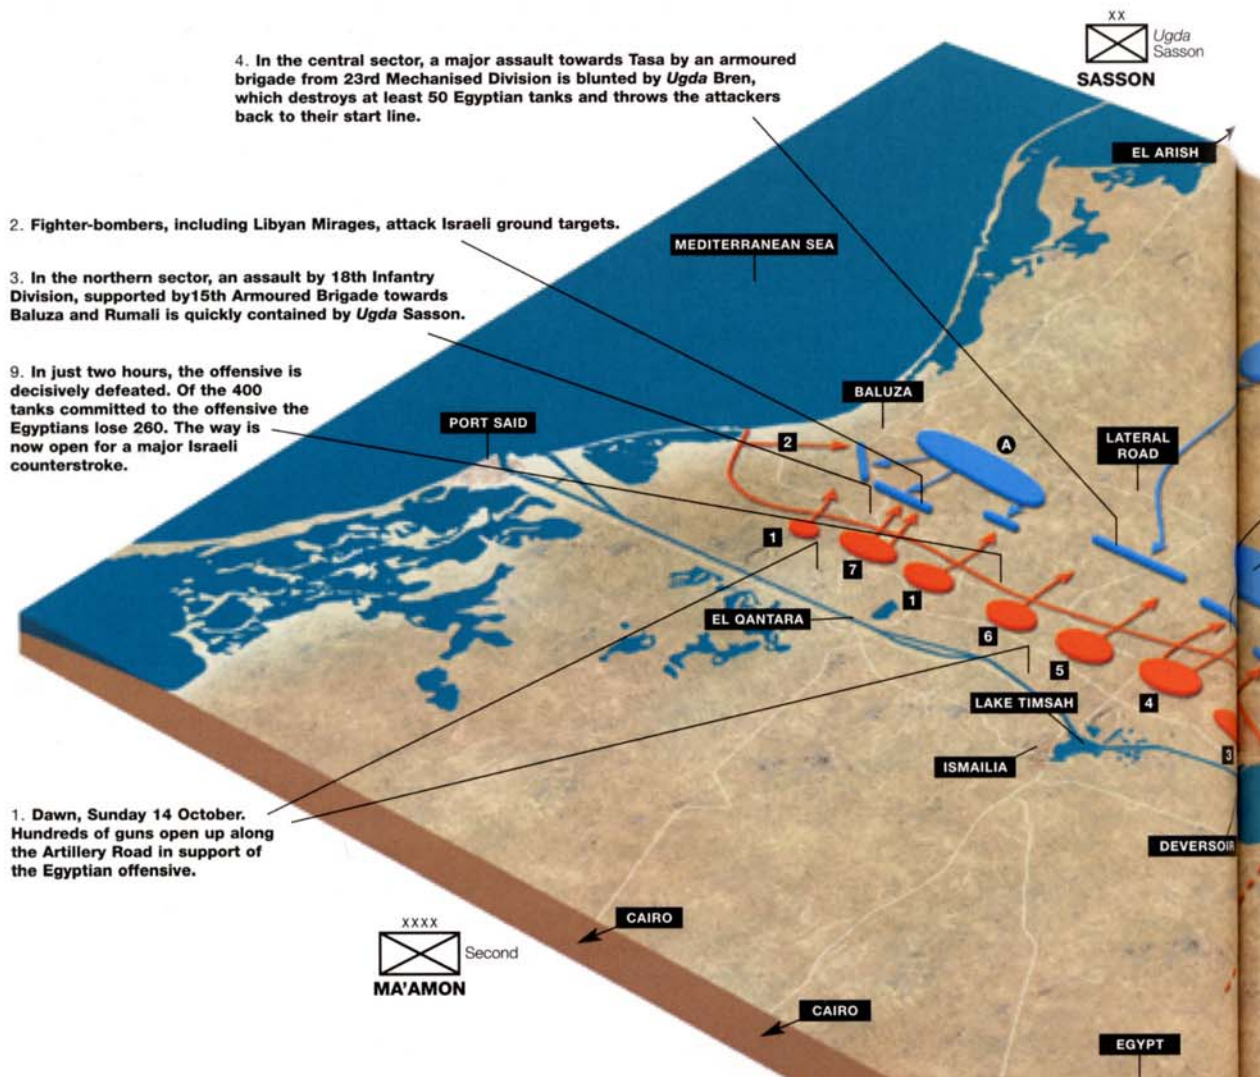 XX
Ugda
Sasson
SASSON
4. In the central sector, a major assault towards Tasa by an armoured
brigade from 23rd Mechanised Division is blunted by Ugda Bren,
which destroys at least 50 Egyptian tanks and throws the attackers
back to their start line.
EL ARISH
2. Fighter-bombers, including Libyan Mirages, attack Israeli ground targets.
MEDITERRANEAN SEA
3. In the northern sector, an assault by 18th Infantry
Division, supported by15th Armoured Brigade towards
Baluza and Rumali is quickly contained by Ugda Sasson.
9. In just two hours, the offensive is
decisively defeated. Of the 400
tanks committed to the offensive the
Egyptians lose 260. The way is
now open for a major Israeli
counterstroke.
BALUZA
PORT SAID
2
A
LATERAL
ROAD
1
7
1
EL QANTARA
6
5
LAKE TIMSAH
4
ISMAILIA
3
1. Dawn, Sunday 14 October.
Hundreds of guns open up along
the Artillery Road in support of
the Egyptian offensive.
DEVERSOIR
XXXX
Second
MA'AMON
CAIRO
CAIRO
EGYPT